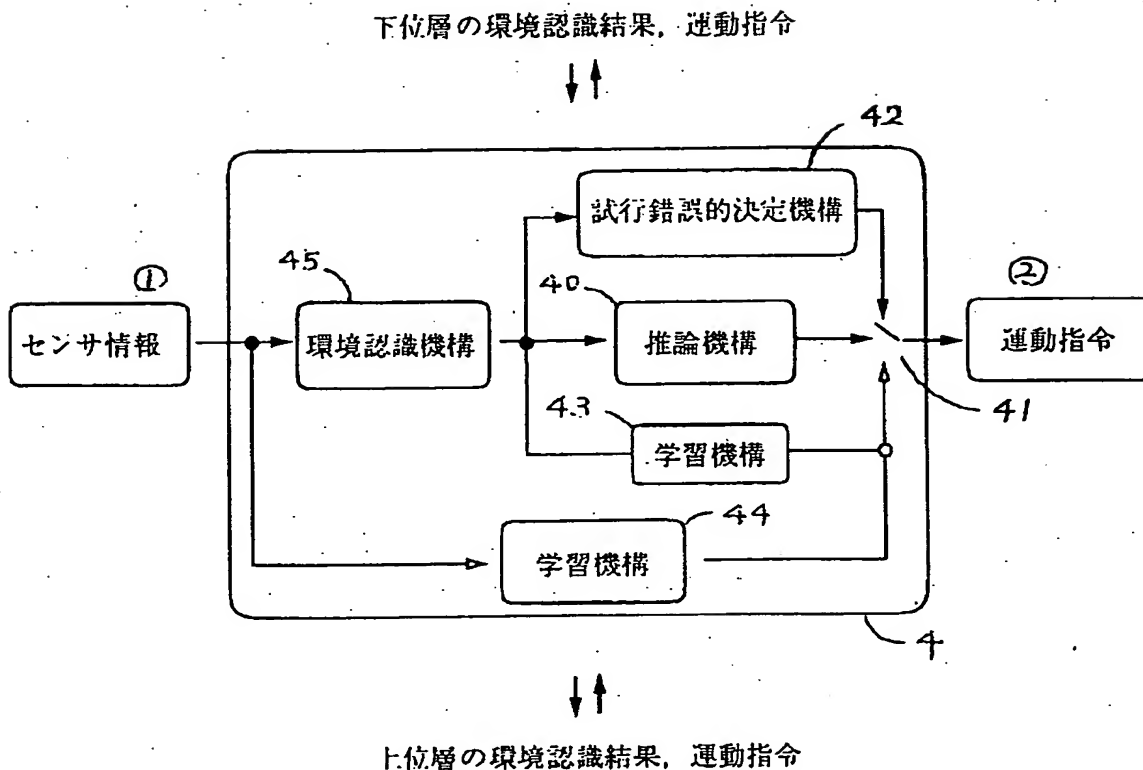 下位層の環境認識結果, 運動指令
42
試行錯誤的決定機構
①
45
40
②
センサ情報
環境認識機構
推論機構
運動指令
41
43
学習機構
44
学習機構
4
上位層の環境認識結果, 運動指令